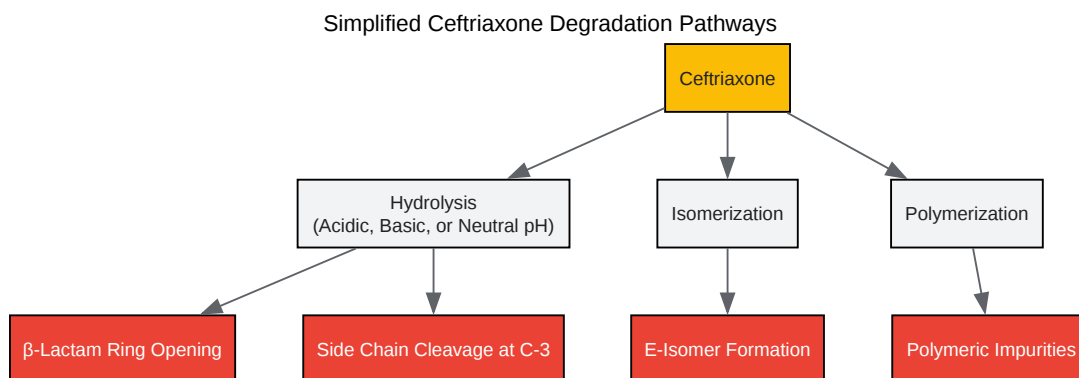 Simplified Ceftriaxone Degradation Pathways
Ceftriaxone
Hydrolysis
(Acidic, Basic, or Neutral pH)
Isomerization
Polymerization
β-Lactam Ring Opening
Side Chain Cleavage at C-3
E-Isomer Formation
Polymeric Impurities